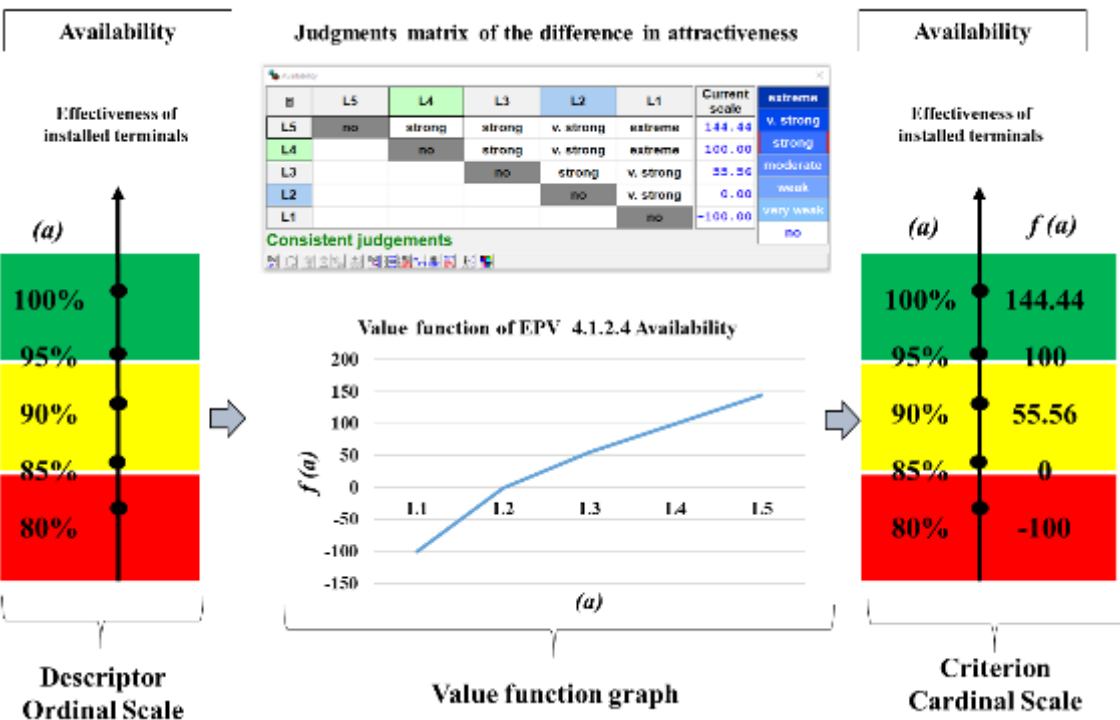 Availability
Effectiveness of
installed terminals
(a)
100%
95%
90%
85%
80%
Descriptor
Ordinal Scale
Judgments matrix of the difference in attractiveness
Availability
L5 L4 L3 L2 L1 Current scale
L5 no strong strong v. strong extreme 144.44
L4 no strong v. strong extreme 100.00
L3 no strong v. strong 55.56
L2 no v. strong 0.00
L1 no -100.00
extreme
v. strong
strong
moderate
weak
very weak
no
Consistent judgements
Value function of EPV 4.1.2.4 Availability
f (a)
200
150
100
50
0
-50
-100
-150
L1 L2 L3 L4 L5
(a)
Value function graph
Availability
Effectiveness of
installed terminals
(a) f (a)
100% 144.44
95% 100
90% 55.56
85% 0
80% -100
Criterion
Cardinal Scale